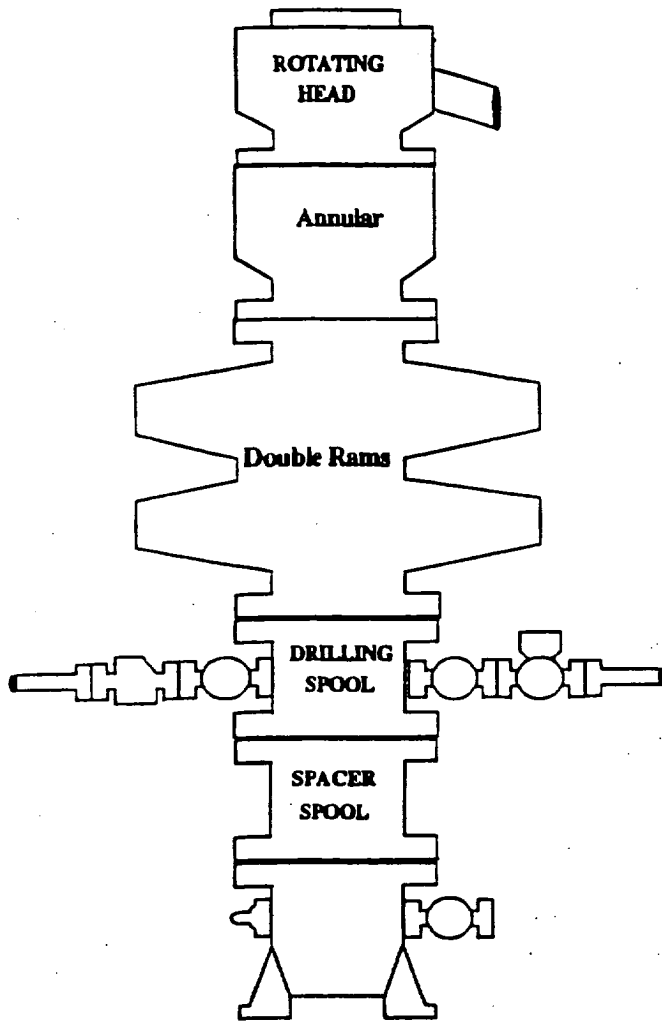 ROTATING
HEAD
Annular
Double Rams
DRILLING
SPOOL
SPACER
SPOOL